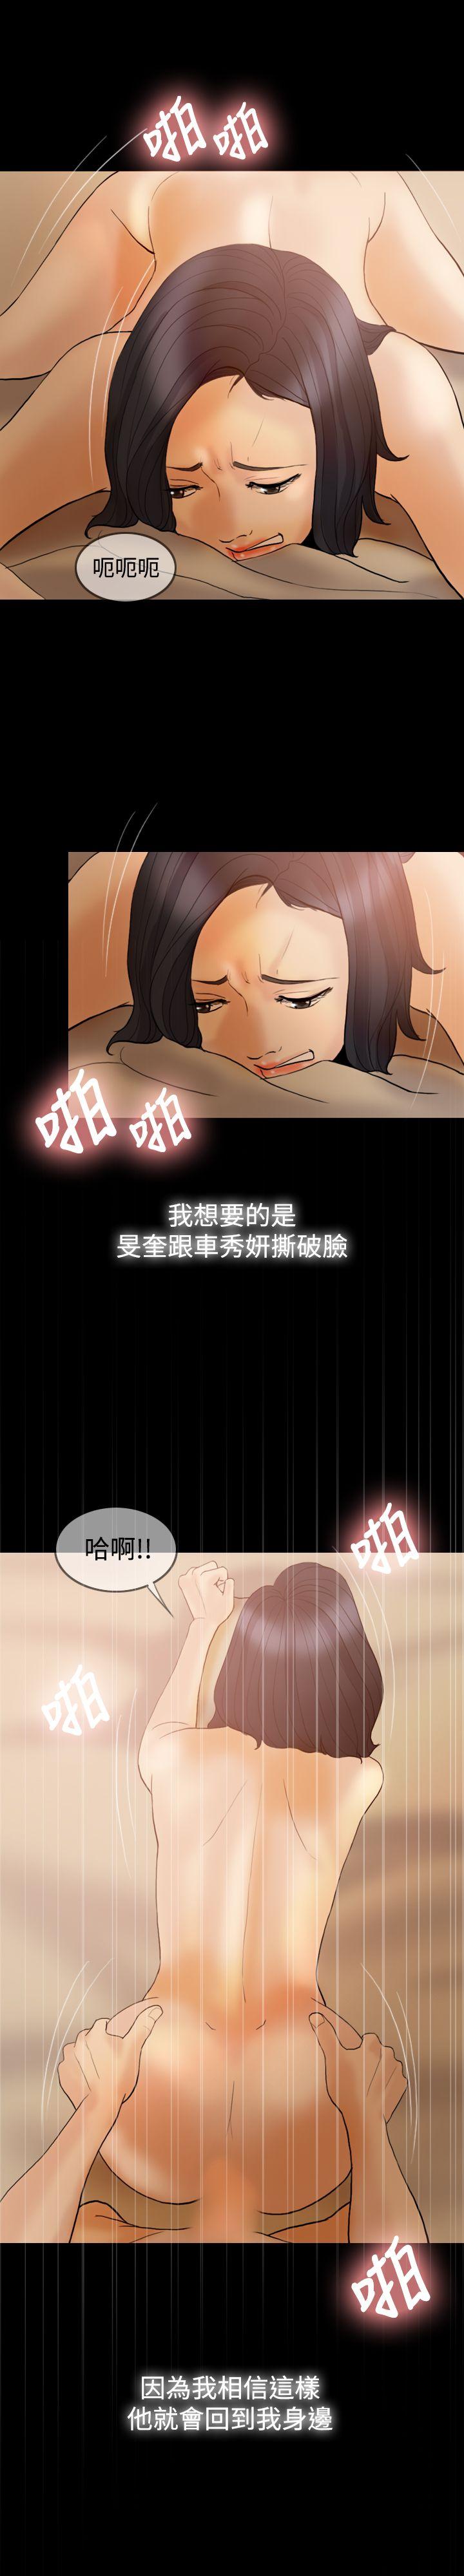 啪 啪
呃呃呃
啪 啪
我想要的是
旻奎跟車秀妍撕破臉
啪
哈啊!!
啪
啪
因為我相信這樣
他就會回到我身邊